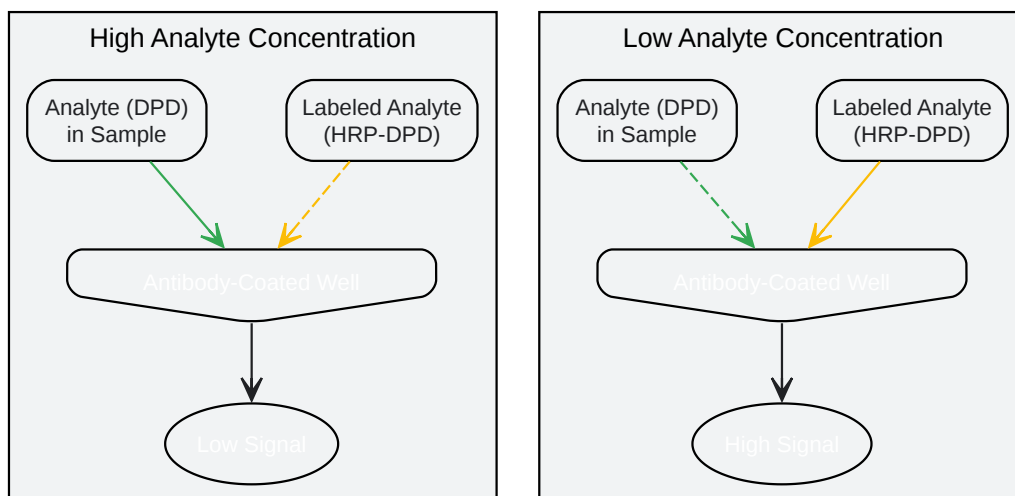 High Analyte Concentration
Analyte (DPD)
in Sample
Labeled Analyte
(HRP-DPD)
Antibody-Coated Well
Low Signal
Low Analyte Concentration
Analyte (DPD)
in Sample
Labeled Analyte
(HRP-DPD)
Antibody-Coated Well
High Signal